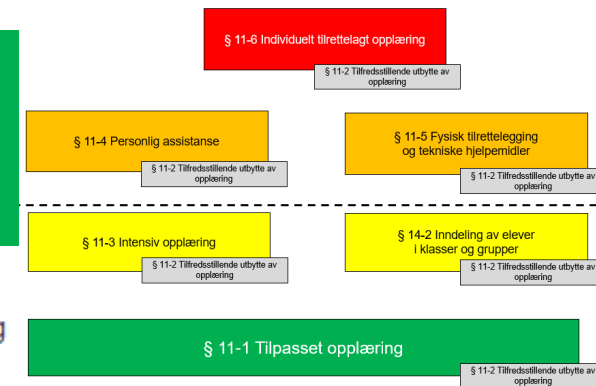 § 11-6 Individuelt tilrettelagt opplæring
§ 11-2 Tilfredsstillende utbytte av
opplæring
§ 11-4 Personlig assistanse
§ 11-2 Tilfredsstillende utbytte av
opplæring
§ 11-5 Fysisk tilrettelegging
og tekniske hjelpemidler
§ 11-2 Tilfredsstillende utbytte av
opplæring
§ 11-3 Intensiv opplæring
§ 11-2 Tilfredsstillende utbytte av
opplæring
§ 14-2 Inndeling av elever
i klasser og grupper
§ 11-2 Tilfredsstillende utbytte av
opplæring
g
§ 11-1 Tilpasset opplæring
§ 11-2 Tilfredsstillende utbytte av
opplæring